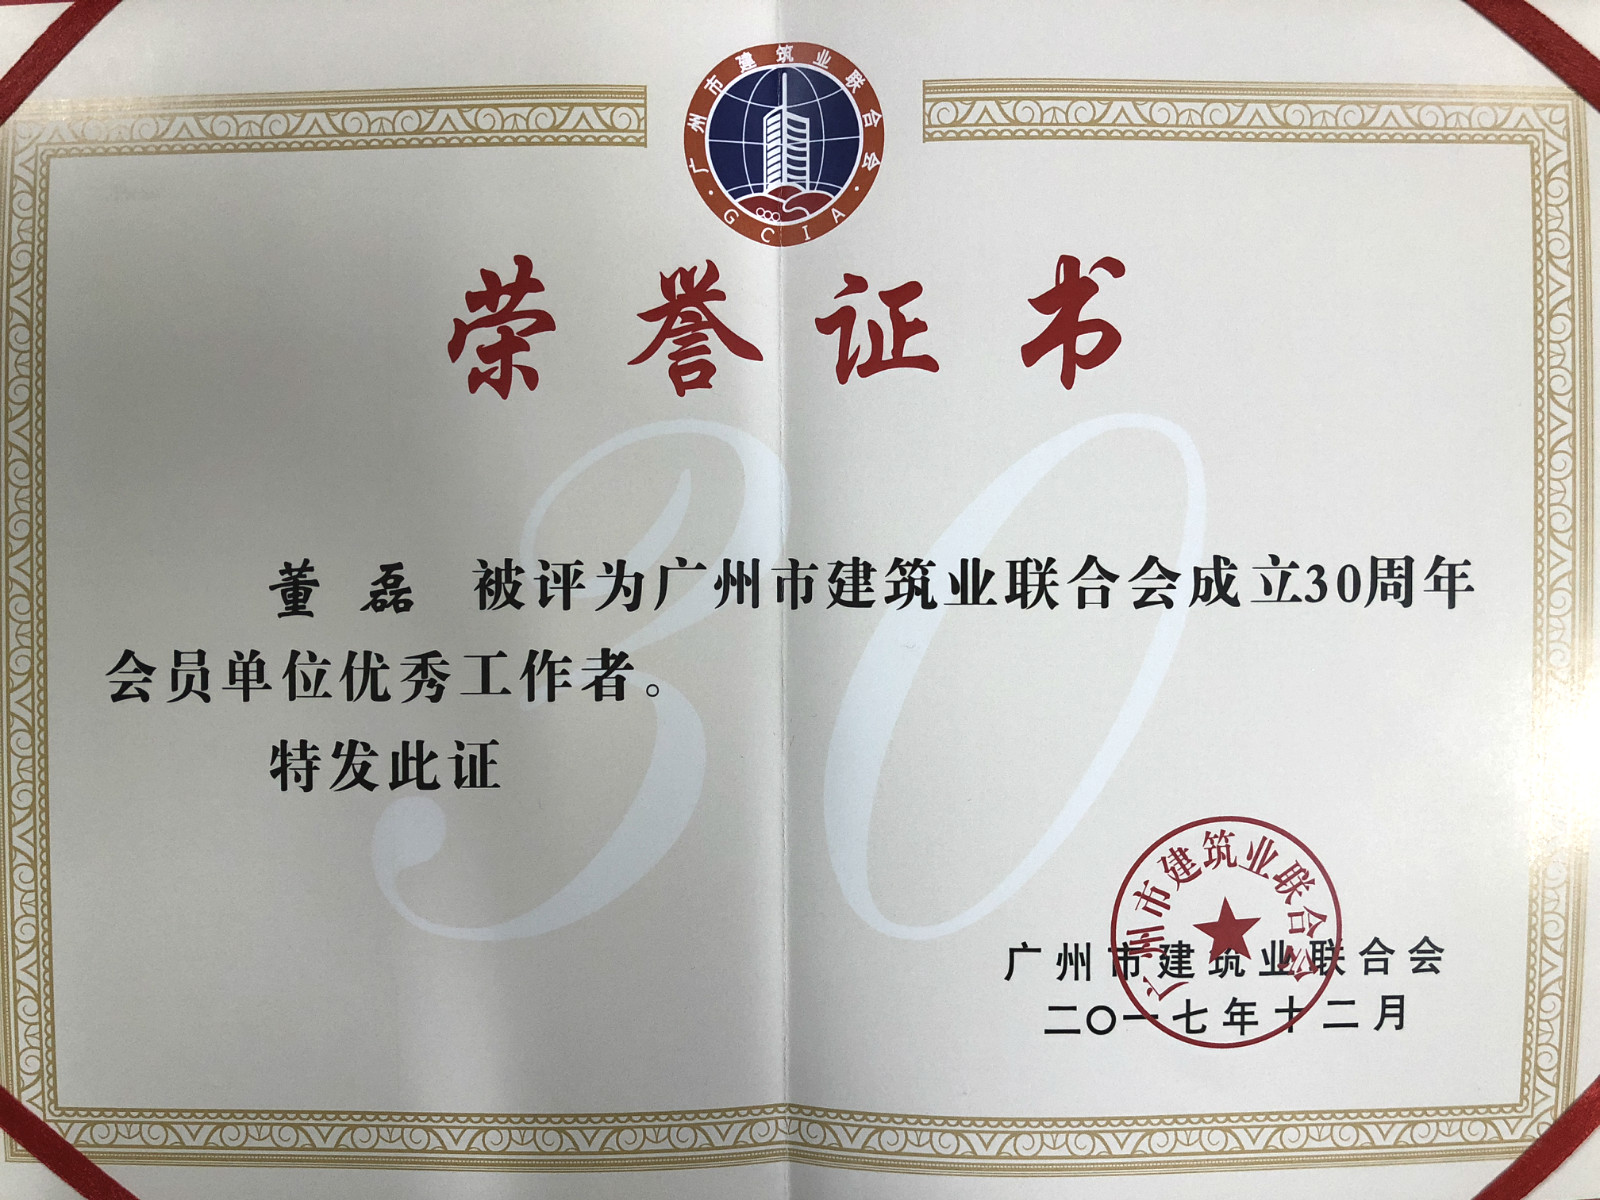 广州市建筑业联合会
·GCIA·
荣誉证书
30
董磊 被评为广州市建筑业联合会成立30周年
会员单位优秀工作者。
特发此证
广州市建筑业联合会
广州市建筑业联合会
二〇一七年十二月